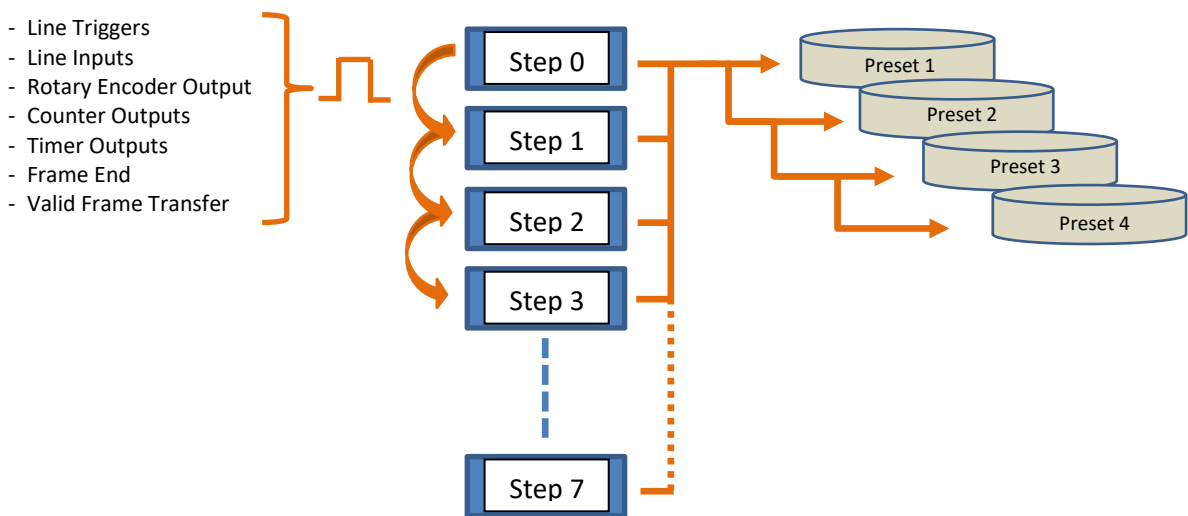 - Line Triggers
- Line Inputs
- Rotary Encoder Output
- Counter Outputs
- Timer Outputs
- Frame End
- Valid Frame Transfer
Step 0
Step 1
Step 2
Step 3
Step 7
Preset 1
Preset 2
Preset 3
Preset 4